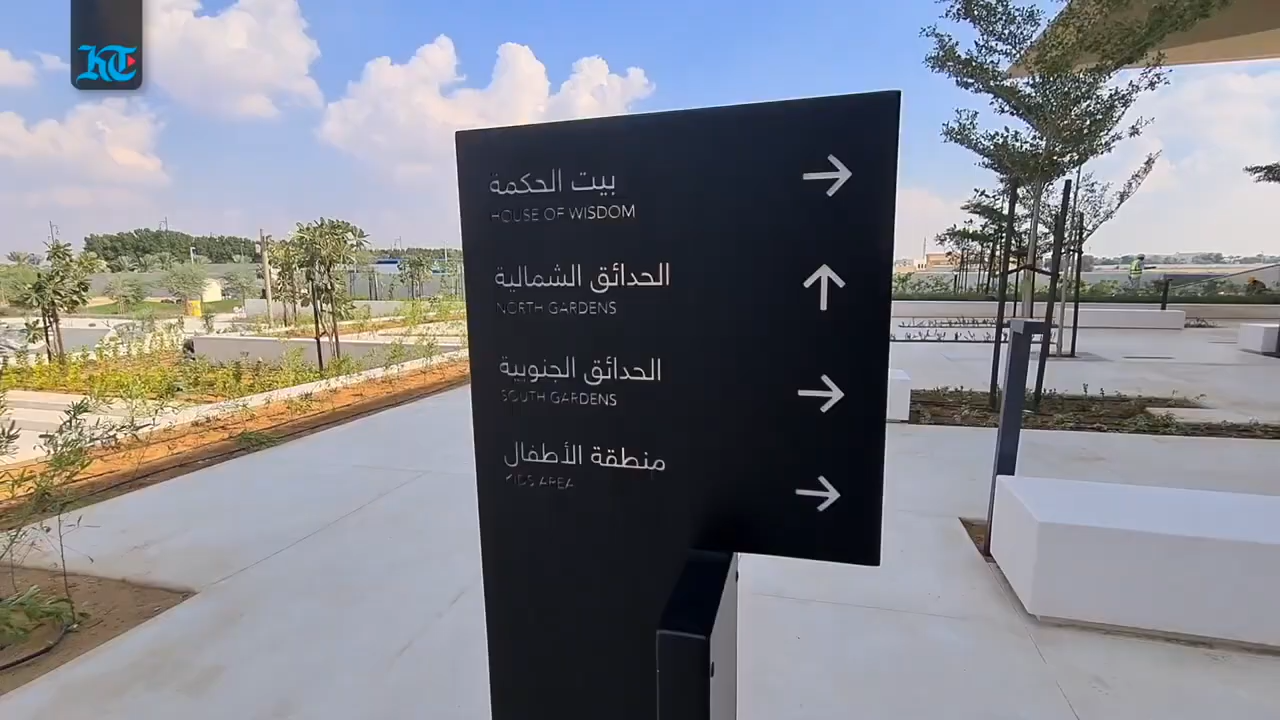 KT
بيت الحكمة
HOUSE OF WISDOM
الحدائق الشمالية
NORTH GARDENS
الحدائق الجنوبية
SOUTH GARDENS
منطقة الأطفال
KIDS AREA